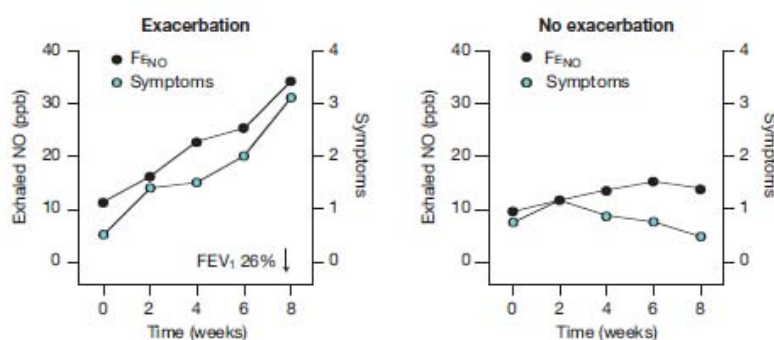 Exacerbation
40
30
20
10
0
Exhaled NO (ppb)
FENO
Symptoms
FEV1 26% ↓
4
3
2
1
0
Symptoms
0 2 4 6 8
Time (weeks)
No exacerbation
40
30
20
10
0
Exhaled NO (ppb)
FENO
Symptoms
4
3
2
1
0
Symptoms
0 2 4 6 8
Time (weeks)